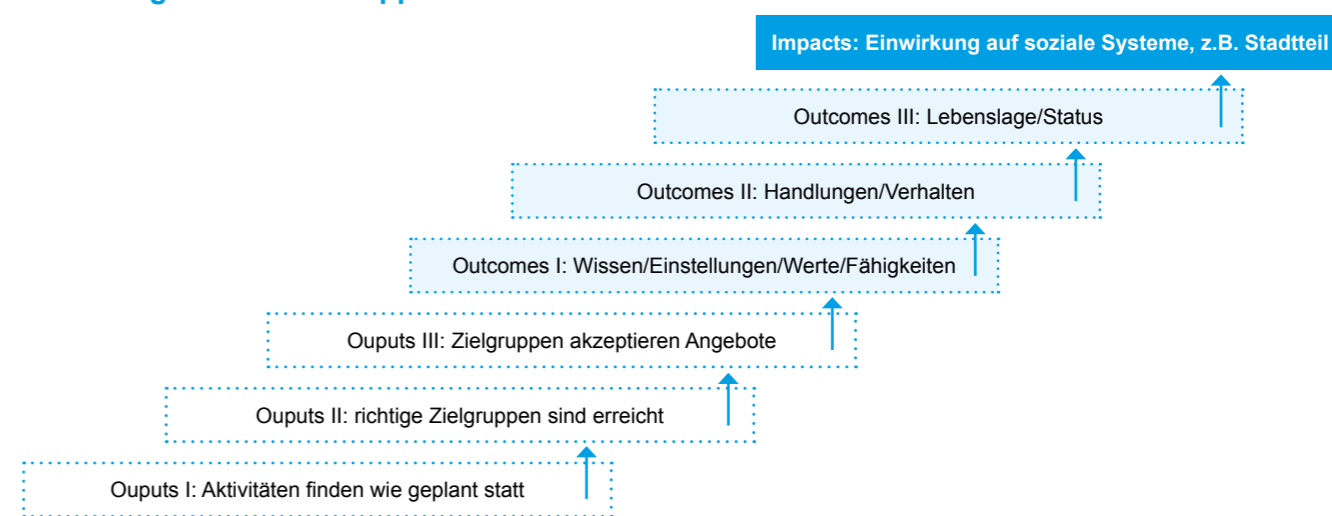 Impacts: Einwirkung auf soziale Systeme, z.B. Stadtteil
Outcomes III: Lebenslage/Status
Outcomes II: Handlungen/Verhalten
Outcomes I: Wissen/Einstellungen/Werte/Fähigkeiten
Ouputs III: Zielgruppen akzeptieren Angebote
Ouputs II: richtige Zielgruppen sind erreicht
Ouputs I: Aktivitäten finden wie geplant statt